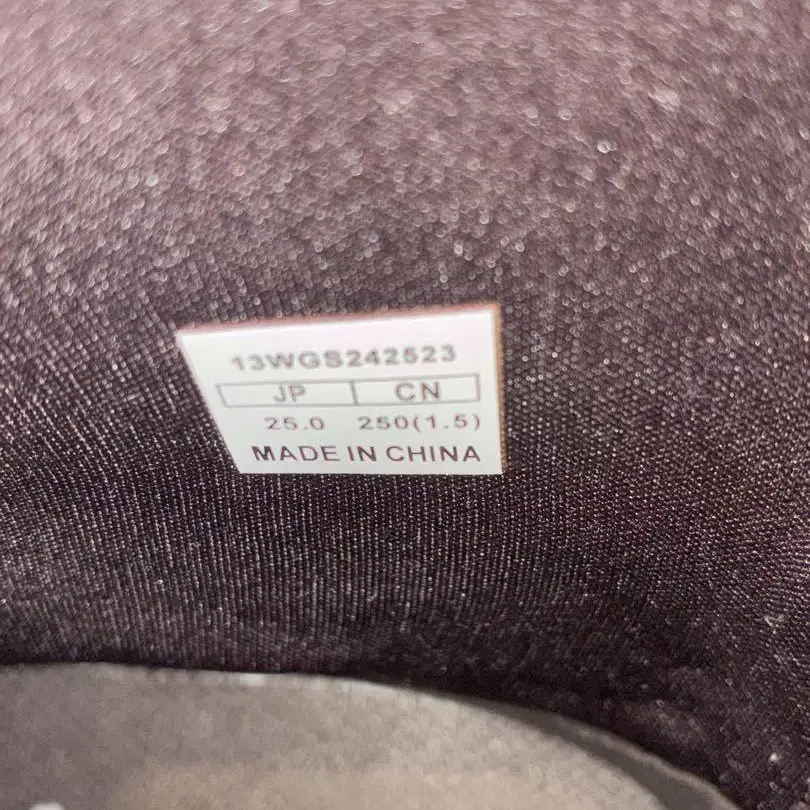 13WGS242523
JP CN
25.0 250(1.5)
MADE IN CHINA